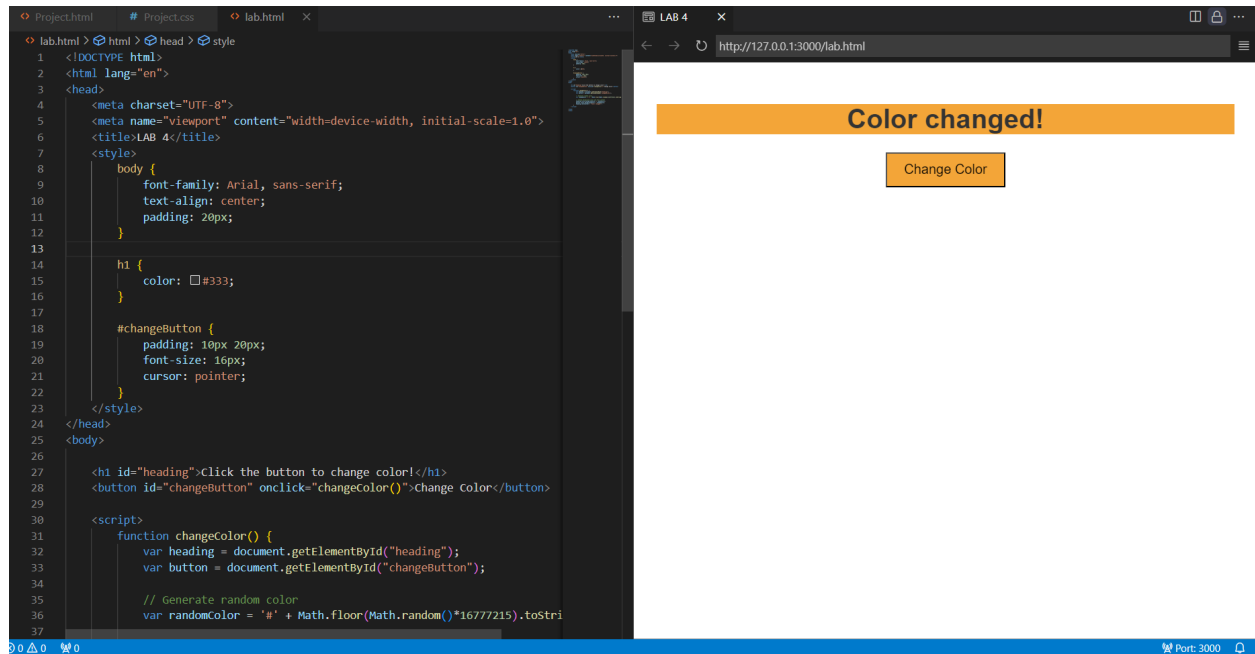 Project.html # Project.css lab.html
lab.html > html > head > style
1 <!DOCTYPE html>
2 <html lang="en">
3 <head>
4 <meta charset="UTF-8">
5 <meta name="viewport" content="width=device-width, initial-scale=1.0">
6 <title>LAB 4</title>
7 <style>
8 body {
9 font-family: Arial, sans-serif;
10 text-align: center;
11 padding: 20px;
12 }
13
14 h1 {
15 color: #333;
16 }
17
18 #changeButton {
19 padding: 10px 20px;
20 font-size: 16px;
21 cursor: pointer;
22 }
23 </style>
24 </head>
25 <body>
26
27 <h1 id="heading">Click the button to change color!</h1>
28 <button id="changeButton" onclick="changeColor()">Change Color</button>
29
30 <script>
31 function changeColor() {
32 var heading = document.getElementById("heading");
33 var button = document.getElementById("changeButton");
34
35 // Generate random color
36 var randomColor = '#' + Math.floor(Math.random()*16777215).toStri
37
0 0 0
LAB 4
http://127.0.0.1:3000/lab.html
Color changed!
Change Color
Port: 3000